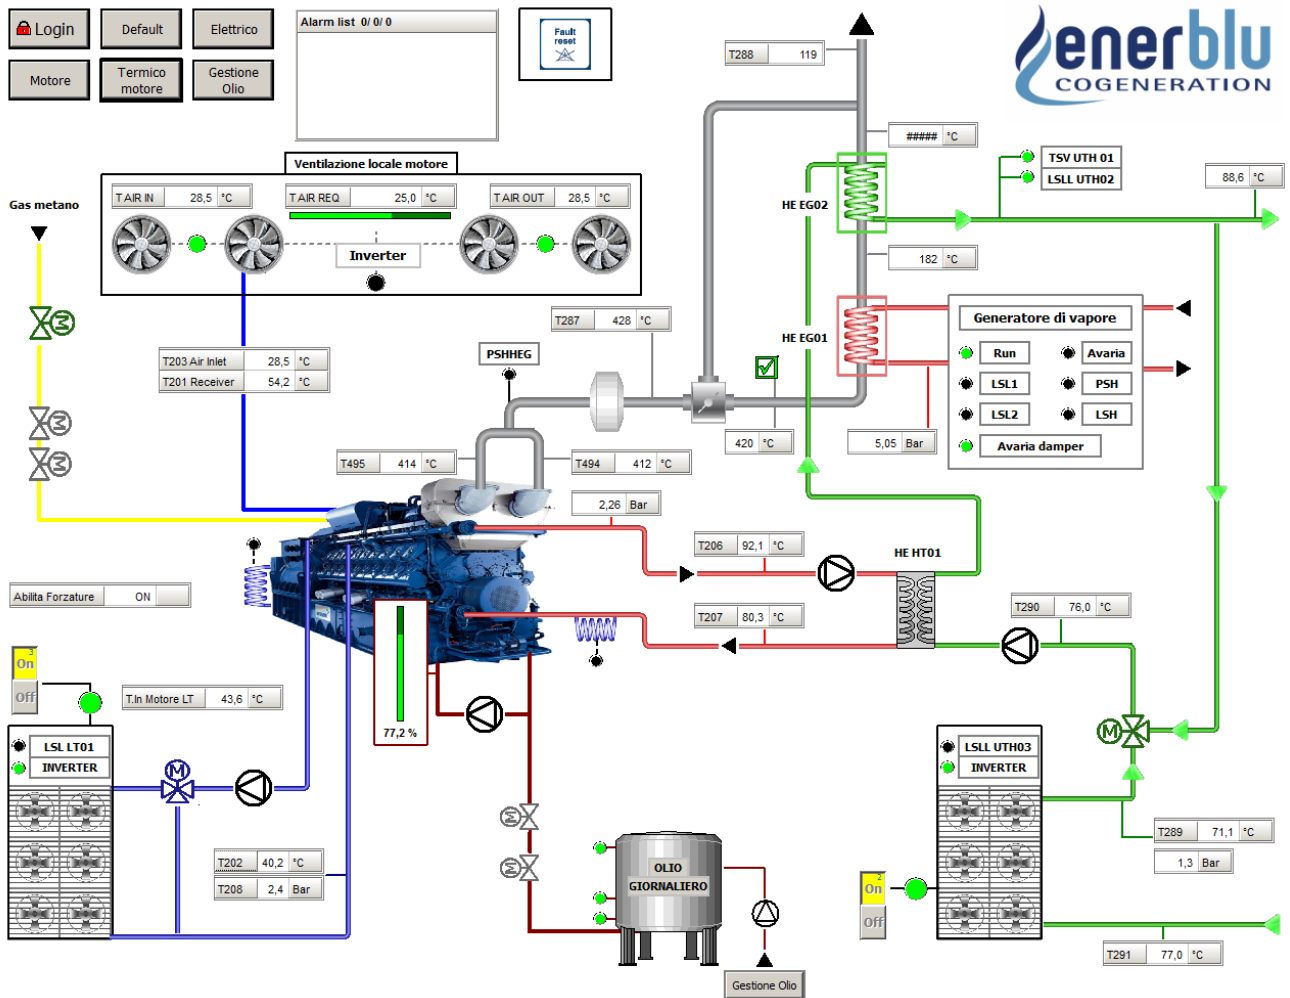 Login
Default
Elettrico
Motore
Termico
motore
Gestione
Olio
Alarm list 0/ 0/ 0
Fault
reset
enerblu
COGENERATION
T288 119
##### °C
TSV UTH 01
LSLL UTH02
88,6 °C
HE EG02
182 °C
Ventilazione locale motore
T AIR IN 28,5 °C
T AIR REQ 25,0 °C
T AIR OUT 28,5 °C
Inverter
Gas metano
M
M
M
T203 Air Inlet 28,5 °C
T201 Receiver 54,2 °C
T287 428 °C
PSHHEG
HE EG01
Generatore di vapore
Run
Avaria
LSL1
PSH
LSL2
LSH
Avaria damper
420 °C
5,05 Bar
T495 414 °C
T494 412 °C
2,26 Bar
T206 92,1 °C
HE HT01
T207 80,3 °C
T290 76,0 °C
Abilita Forzature ON
3
On
Off
T.In Motore LT 43,6 °C
77,2 %
LSL LT01
INVERTER
M
T202 40,2 °C
T208 2,4 Bar
M
M
OLIO
GIORNALIERO
Gestione Olio
M
LSLL UTH03
INVERTER
T289 71,1 °C
1,3 Bar
2
On
Off
T291 77,0 °C